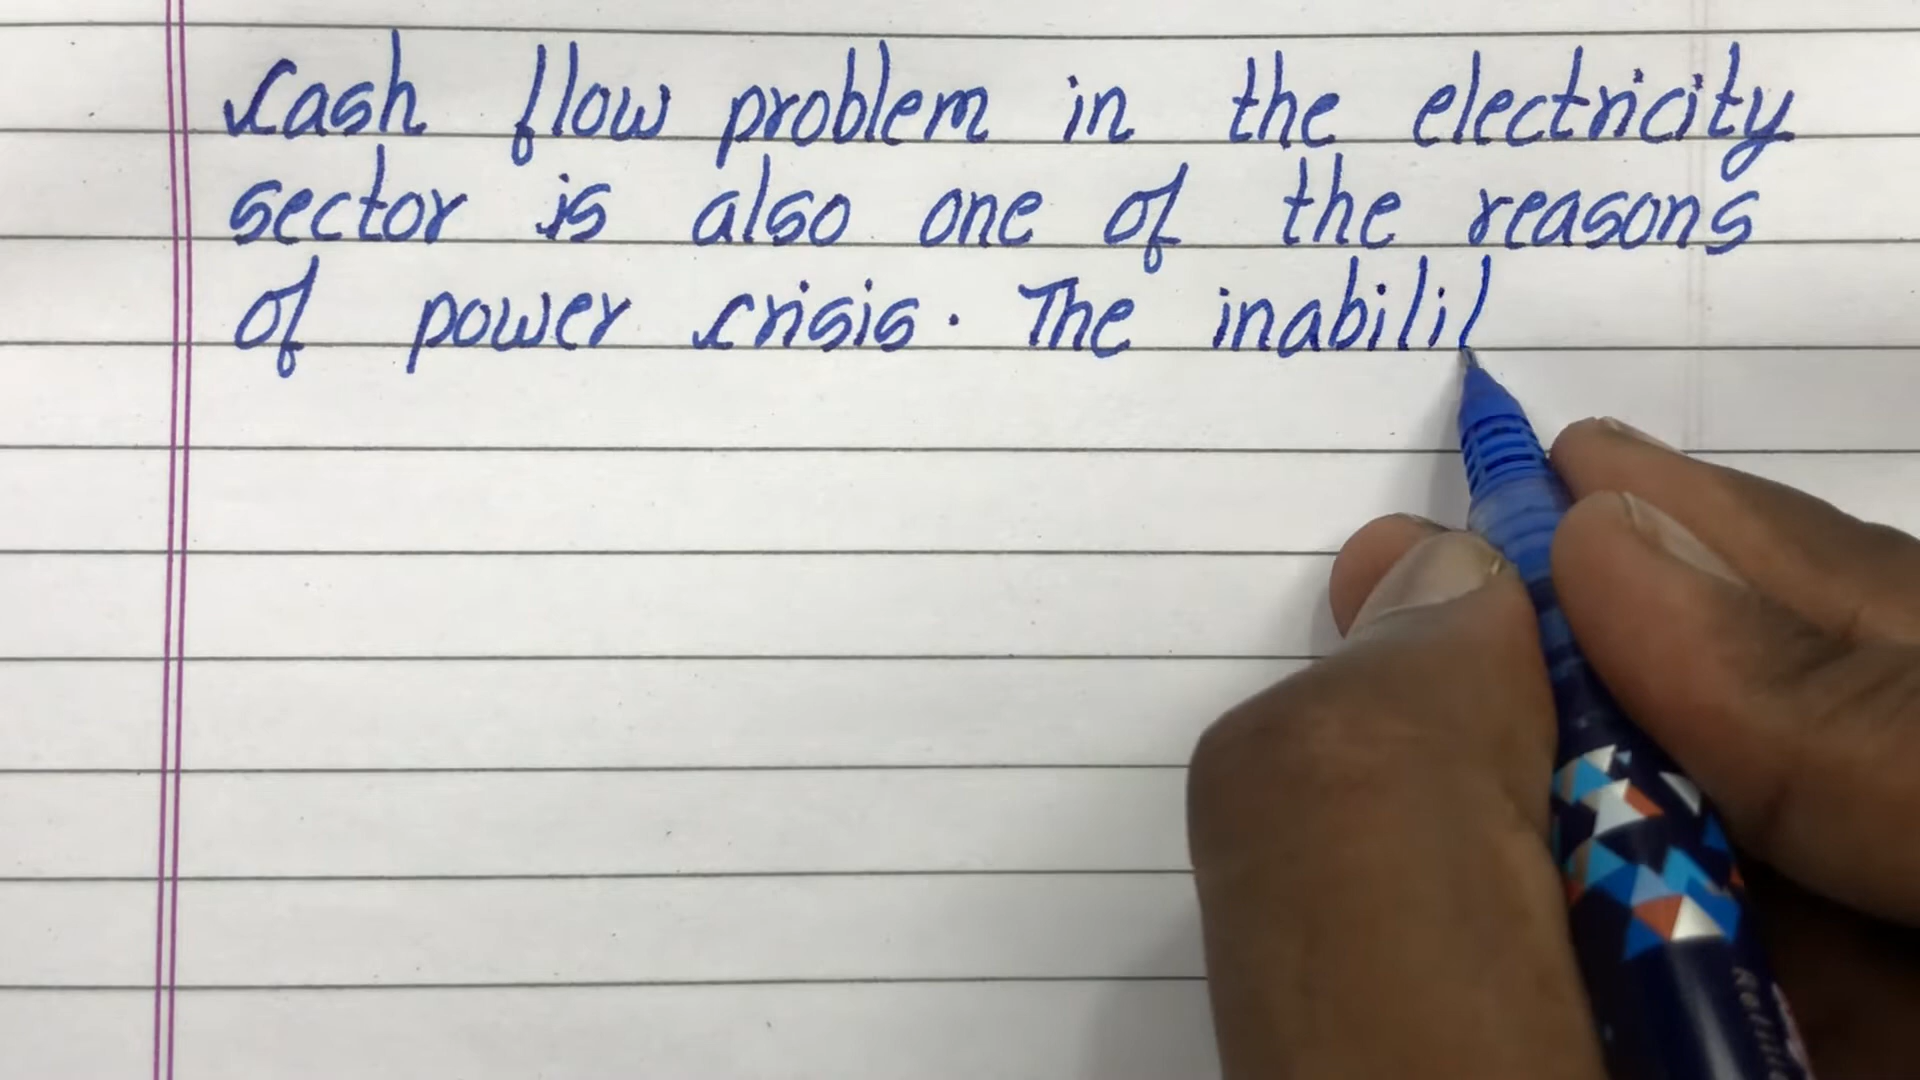 Cash flow problem in the electricity
sector is also one of the reasons
of power crisis. The inabilil